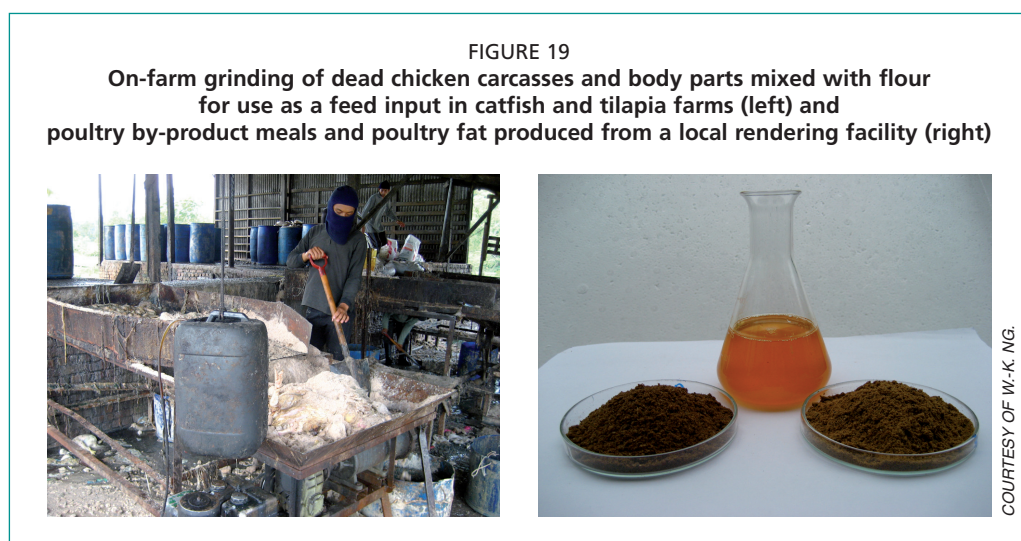 FIGURE 19
On-farm grinding of dead chicken carcasses and body parts mixed with flour
for use as a feed input in catfish and tilapia farms (left) and
poultry by-product meals and poultry fat produced from a local rendering facility (right)
COURTESY OF W.-K. NG.